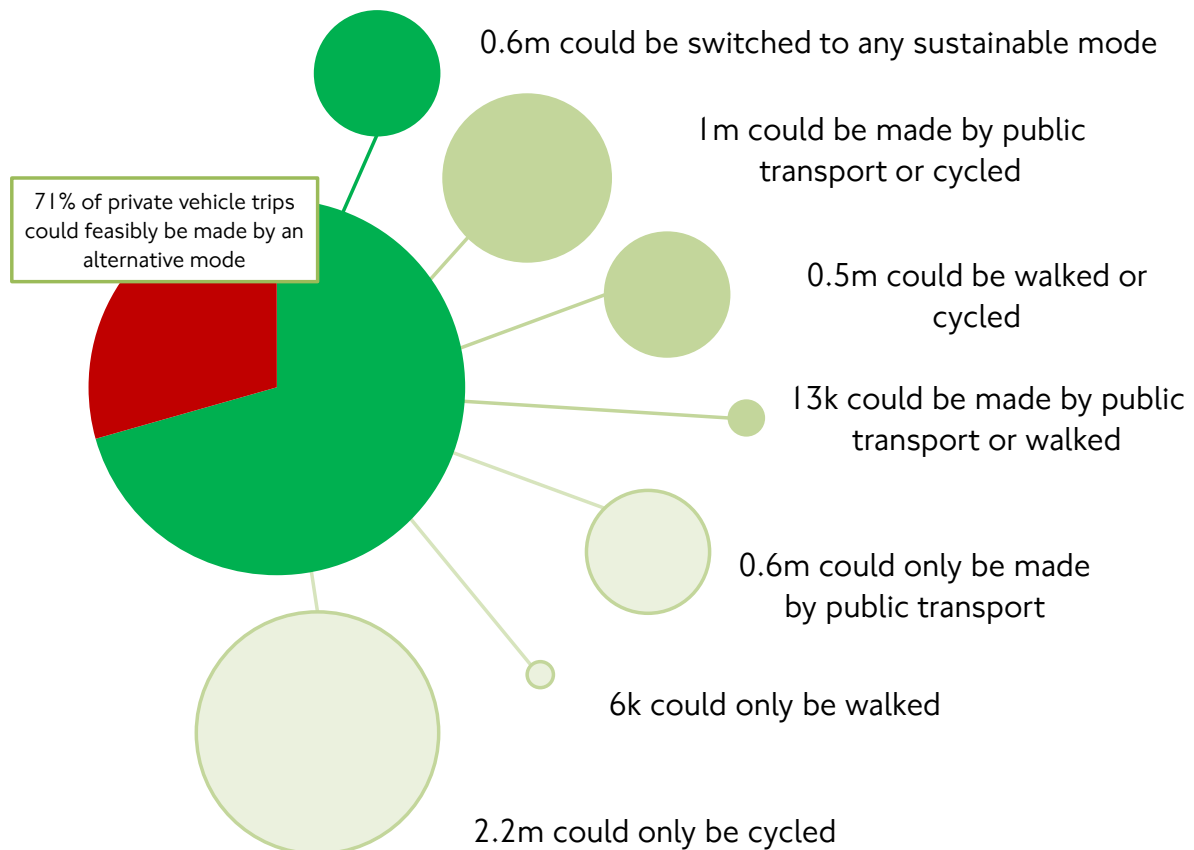 0.6m could be switched to any sustainable mode
1m could be made by public
transport or cycled
71% of private vehicle trips
could feasibly be made by an
alternative mode
0.5m could be walked or
cycled
13k could be made by public
transport or walked
0.6m could only be made
by public transport
6k could only be walked
2.2m could only be cycled